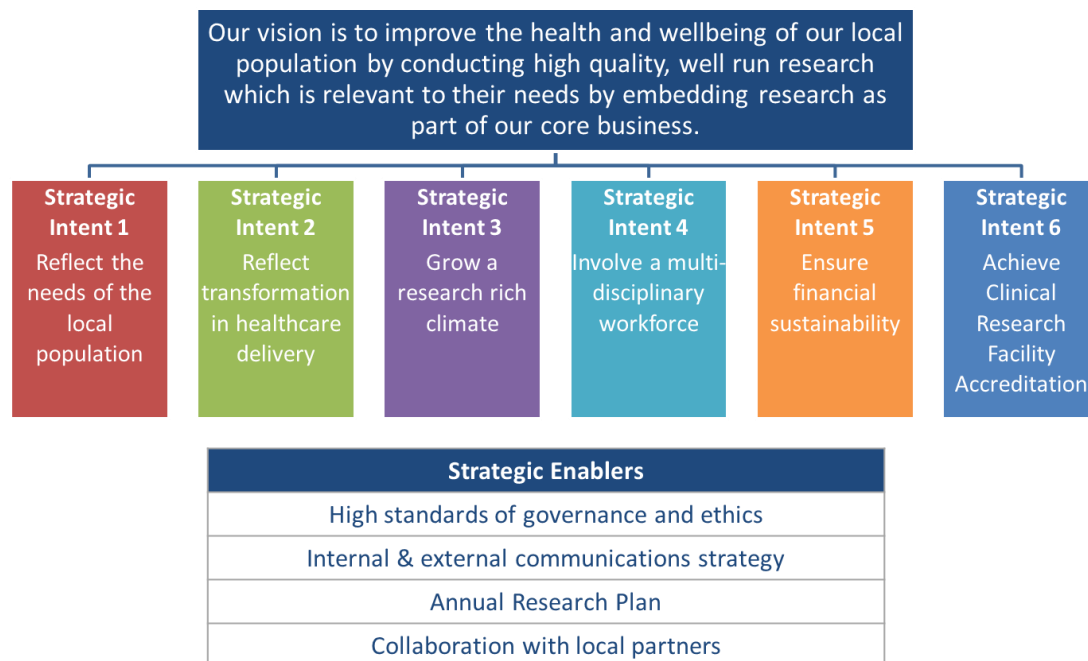 Our vision is to improve the health and wellbeing of our local
population by conducting high quality, well run research
which is relevant to their needs by embedding research as
part of our core business.
Strategic
Intent 1
Reflect the
needs of the
local
population
Strategic
Intent 2
Reflect
transformation
in healthcare
delivery
Strategic
Intent 3
Grow a
research rich
climate
Strategic
Intent 4
Involve a multi-
disciplinary
workforce
Strategic
Intent 5
Ensure
financial
sustainability
Strategic
Intent 6
Achieve
Clinical
Research
Facility
Accreditation
Strategic Enablers
High standards of governance and ethics
Internal & external communications strategy
Annual Research Plan
Collaboration with local partners